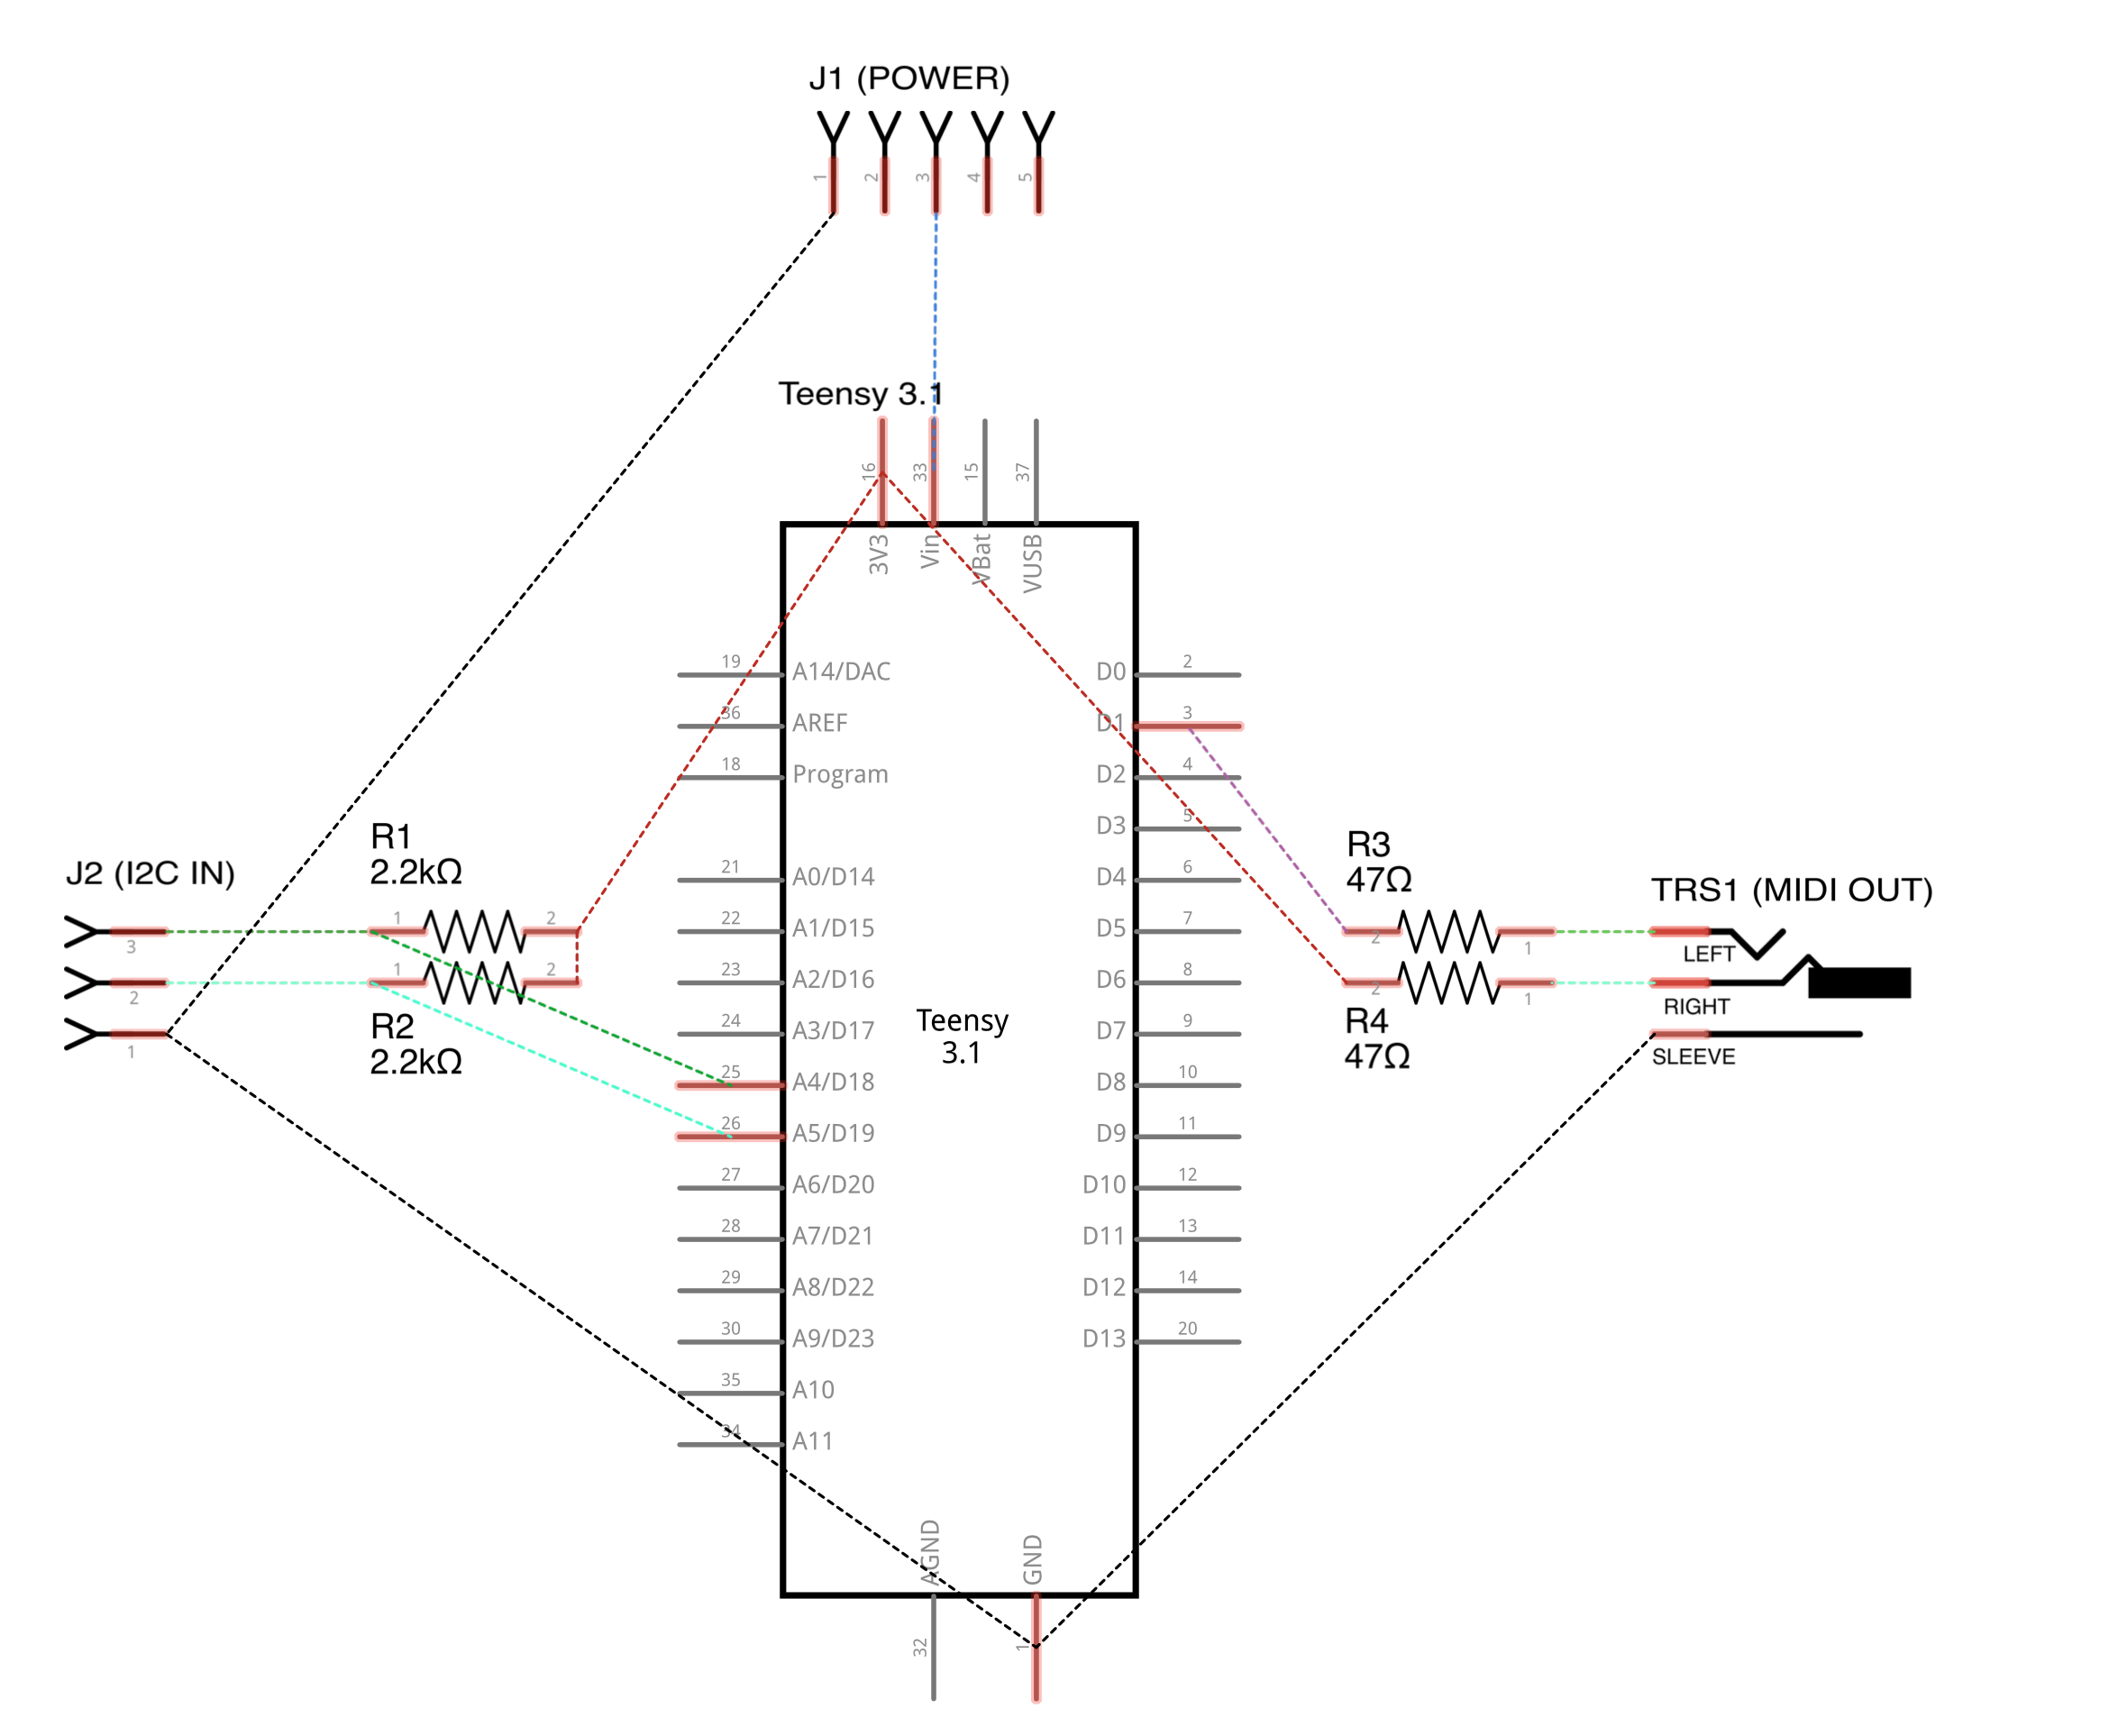 J1 (POWER)
1
2
3
4
5
Teensy 3.1
16
33
15
37
3V3
Vin
VBat
VUSB
19
A14/DAC
D0
2
36
AREF
D1
3
18
Program
D2
4
D3
5
R1
2.2kΩ
R3
47Ω
J2 (I2C IN)
21
A0/D14
D4
6
TRS1 (MIDI OUT)
3
1
2
22
A1/D15
D5
7
2
1
LEFT
2
1
2
23
A2/D16
D6
8
2
1
RIGHT
1
R2
2.2kΩ
24
A3/D17
Teensy
3.1
D7
9
R4
47Ω
SLEEVE
25
A4/D18
D8
10
26
A5/D19
D9
11
27
A6/D20
D10
12
28
A7/D21
D11
13
29
A8/D22
D12
14
30
A9/D23
D13
20
35
A10
34
A11
AGND
GND
32
1